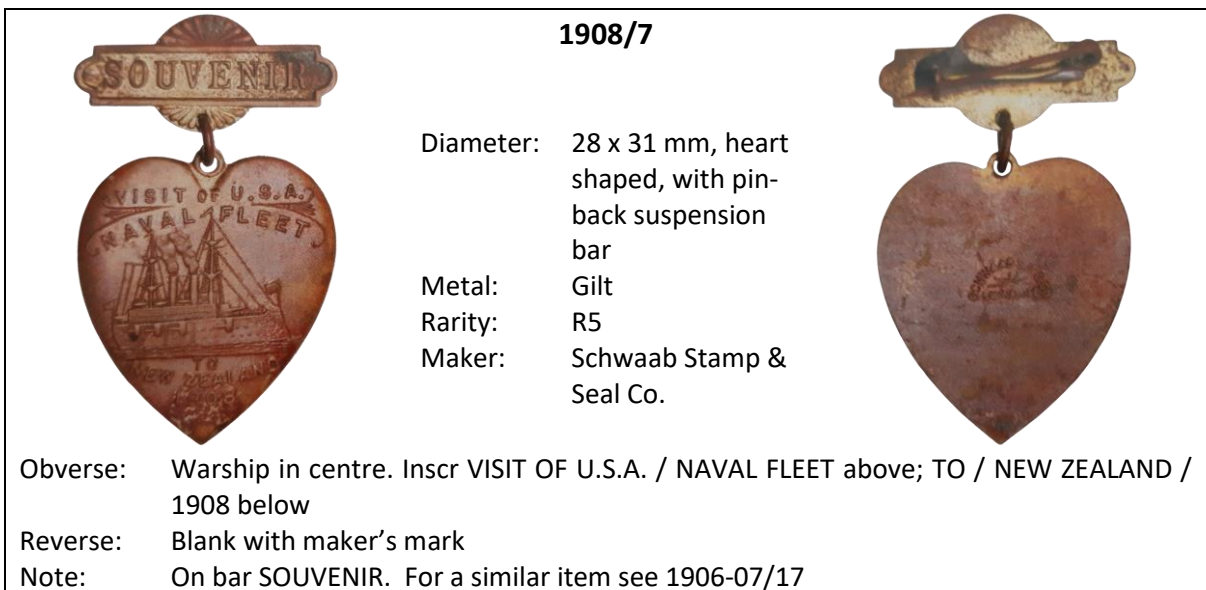 1908/7
SOUVENIR
VISIT OF U.S.A.
NAVAL FLEET
TO
NEW ZEALAND
1908
Diameter: 28 x 31 mm, heart
shaped, with pin-
back suspension
bar
Metal: Gilt
Rarity: R5
Maker: Schwaab Stamp &
Seal Co.
Obverse: Warship in centre. Inscr VISIT OF U.S.A. / NAVAL FLEET above; TO / NEW ZEALAND /
1908 below
Reverse: Blank with maker’s mark
Note: On bar SOUVENIR. For a similar item see 1906-07/17